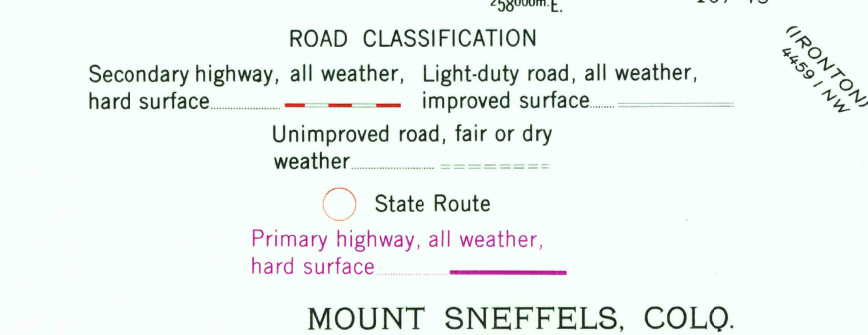 258000m.E.
ROAD CLASSIFICATION
Secondary highway, all weather, hard surface
Light-duty road, all weather, improved surface
Unimproved road, fair or dry
weather
State Route
Primary highway, all weather,
hard surface
MOUNT SNEFFELS, COLO.
(IRONTON)
4459 I NW